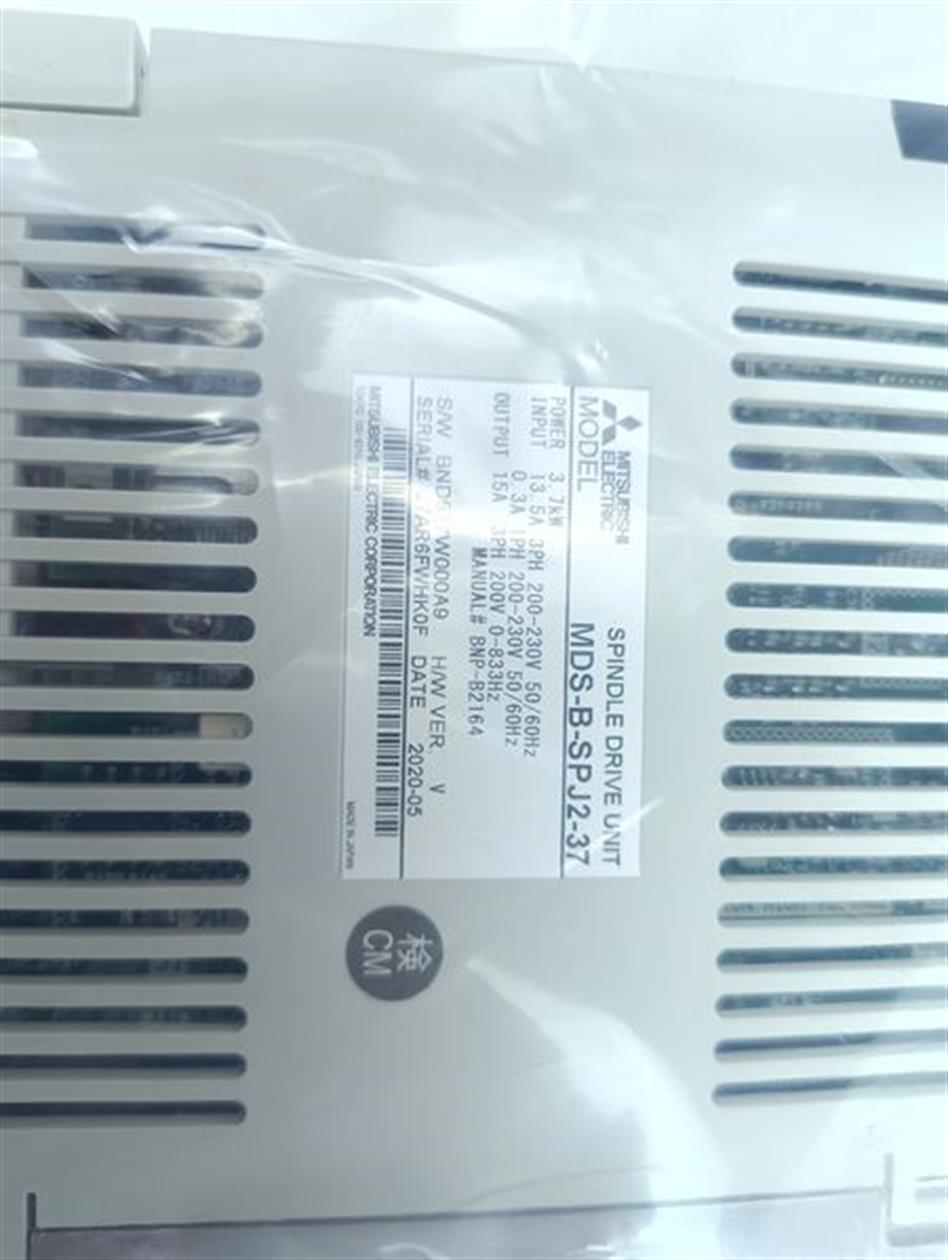 MITSUBISHI
ELECTRIC
SPINDLE DRIVE UNIT
MODEL MDS-B-SPJ2-37
POWER 3.7kW
INPUT 13.5A 3PH 200-230V 50/60Hz
0.3A 1PH 200-230V 50/60Hz
OUTPUT 15A 3PH 200V 0-833Hz
MANUAL# BNP-B2164
S/W H/W VER. V
SERIAL# DATE 2020-05
MITSUBISHI ELECTRIC CORPORATION
MADE IN JAPAN
検
CM